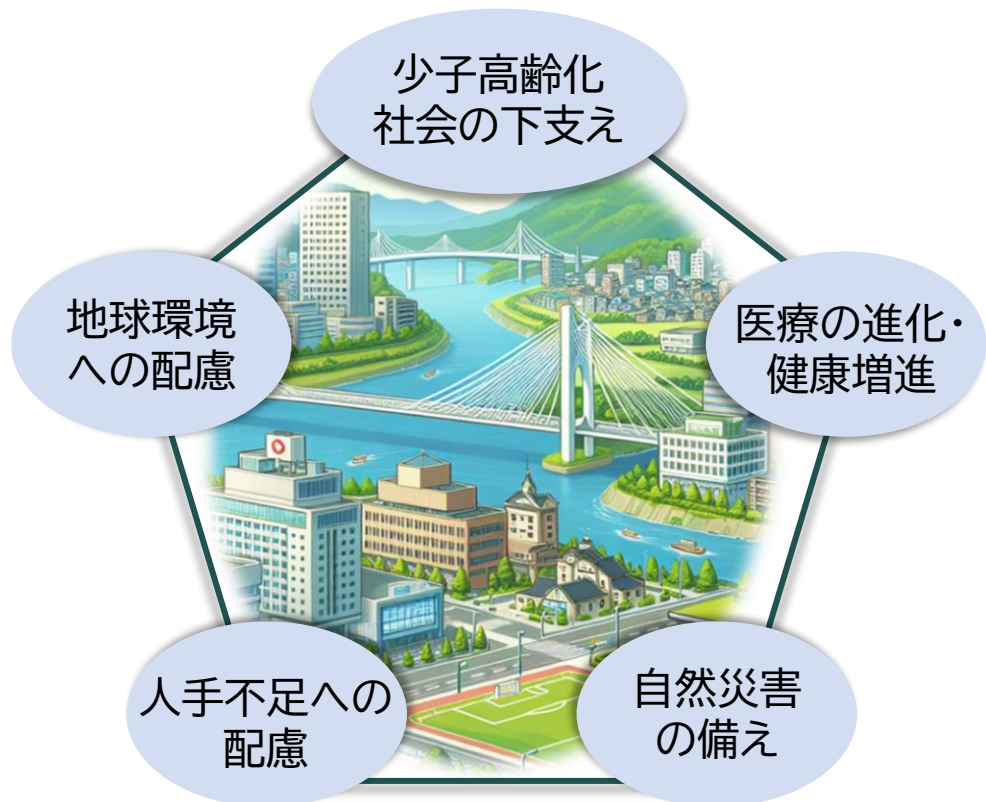 少子高齢化
社会の下支え
地球環境
への配慮
医療の進化・
健康増進
人手不足への
配慮
自然災害
の備え